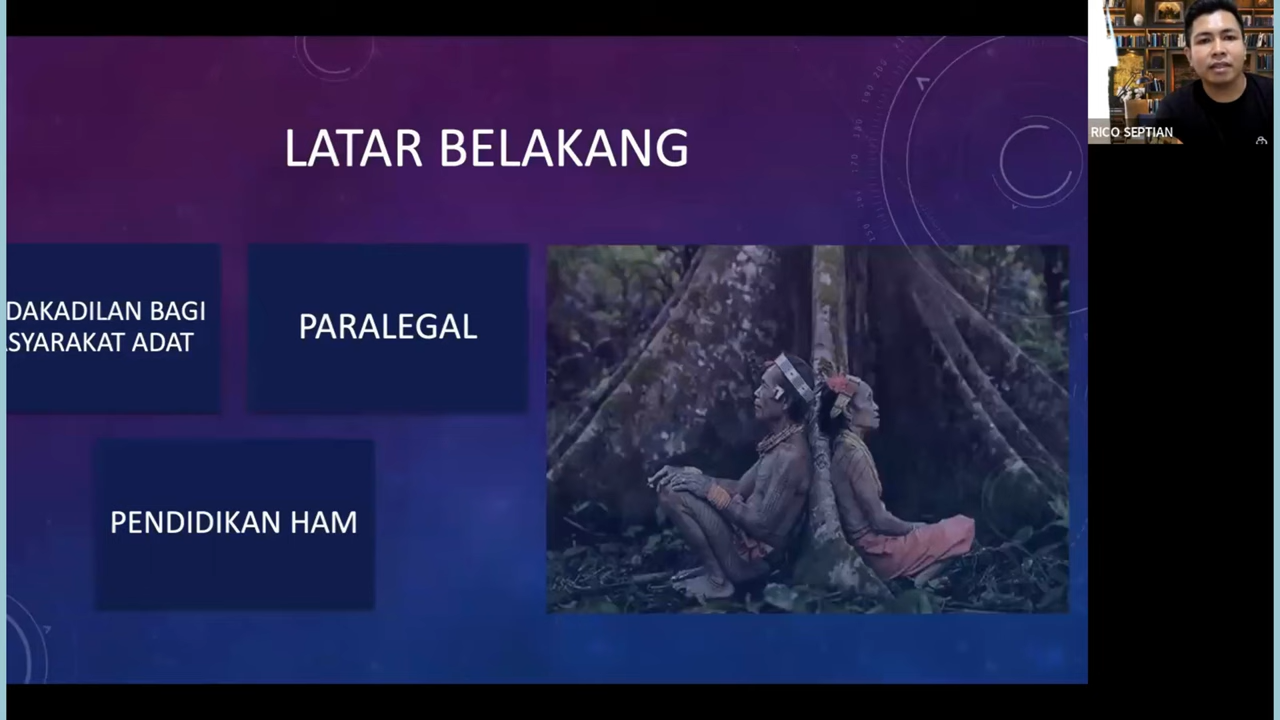 LATAR BELAKANG
DAKADILAN BAGI
SYARAKAT ADAT
PARALEGAL
PENDIDIKAN HAM
RICO SEPTIAN